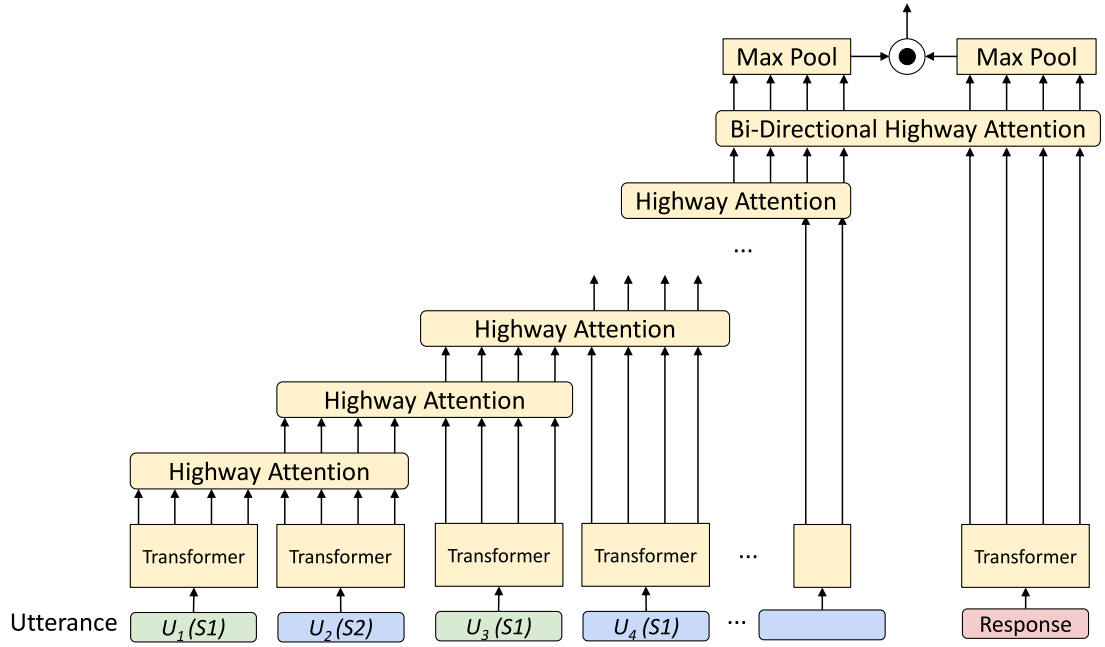 Max Pool
Max Pool
Bi-Directional Highway Attention
Highway Attention
...
Highway Attention
Highway Attention
Highway Attention
Transformer
Transformer
Transformer
Transformer
...
Transformer
Utterance
U1 (S1)
U2 (S2)
U3 (S1)
U4 (S1)
...
Response